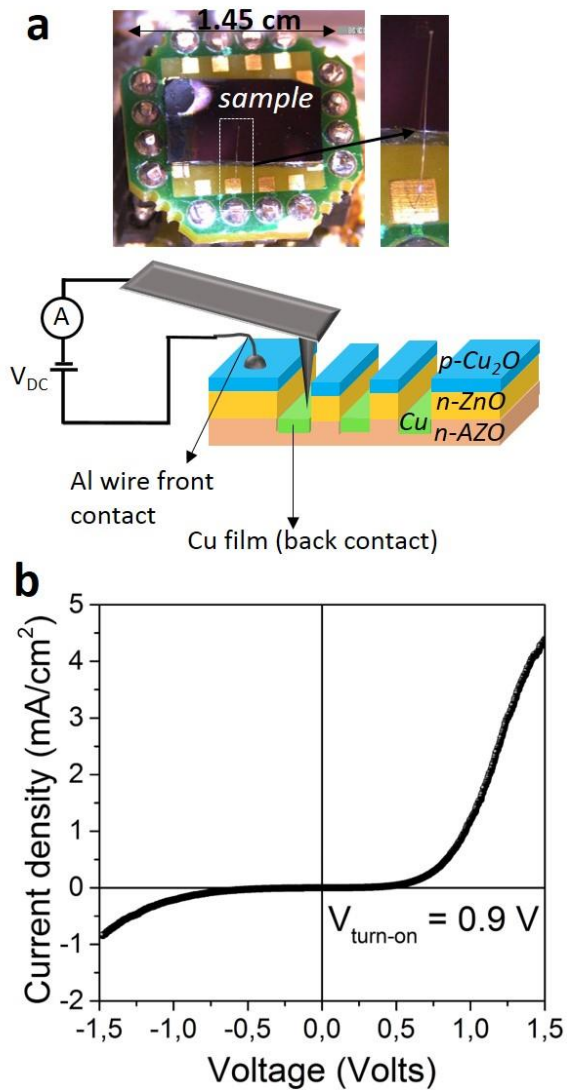 a
1.45 cm
sample
A
V_DC
p-Cu₂O
n-ZnO
Cu
n-AZO
Al wire front
contact
Cu film (back contact)
b
Current density (mA/cm²)
5
4
3
2
1
0
-1
-2
V_turn-on = 0.9 V
-1,5 -1,0 -0,5 0,0 0,5 1,0 1,5
Voltage (Volts)